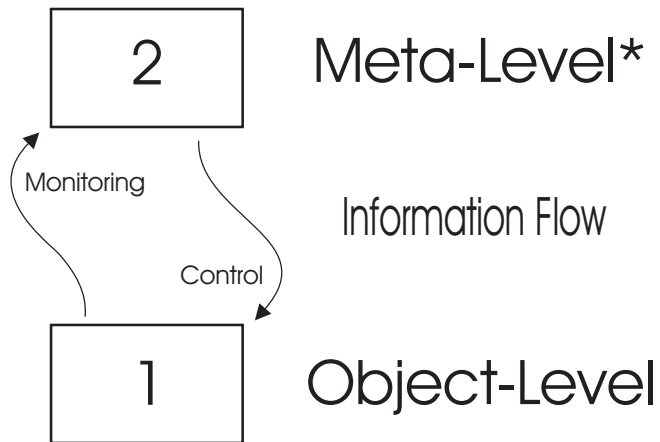 2 Meta-Level*
Monitoring
Information Flow
Control
1 Object-Level